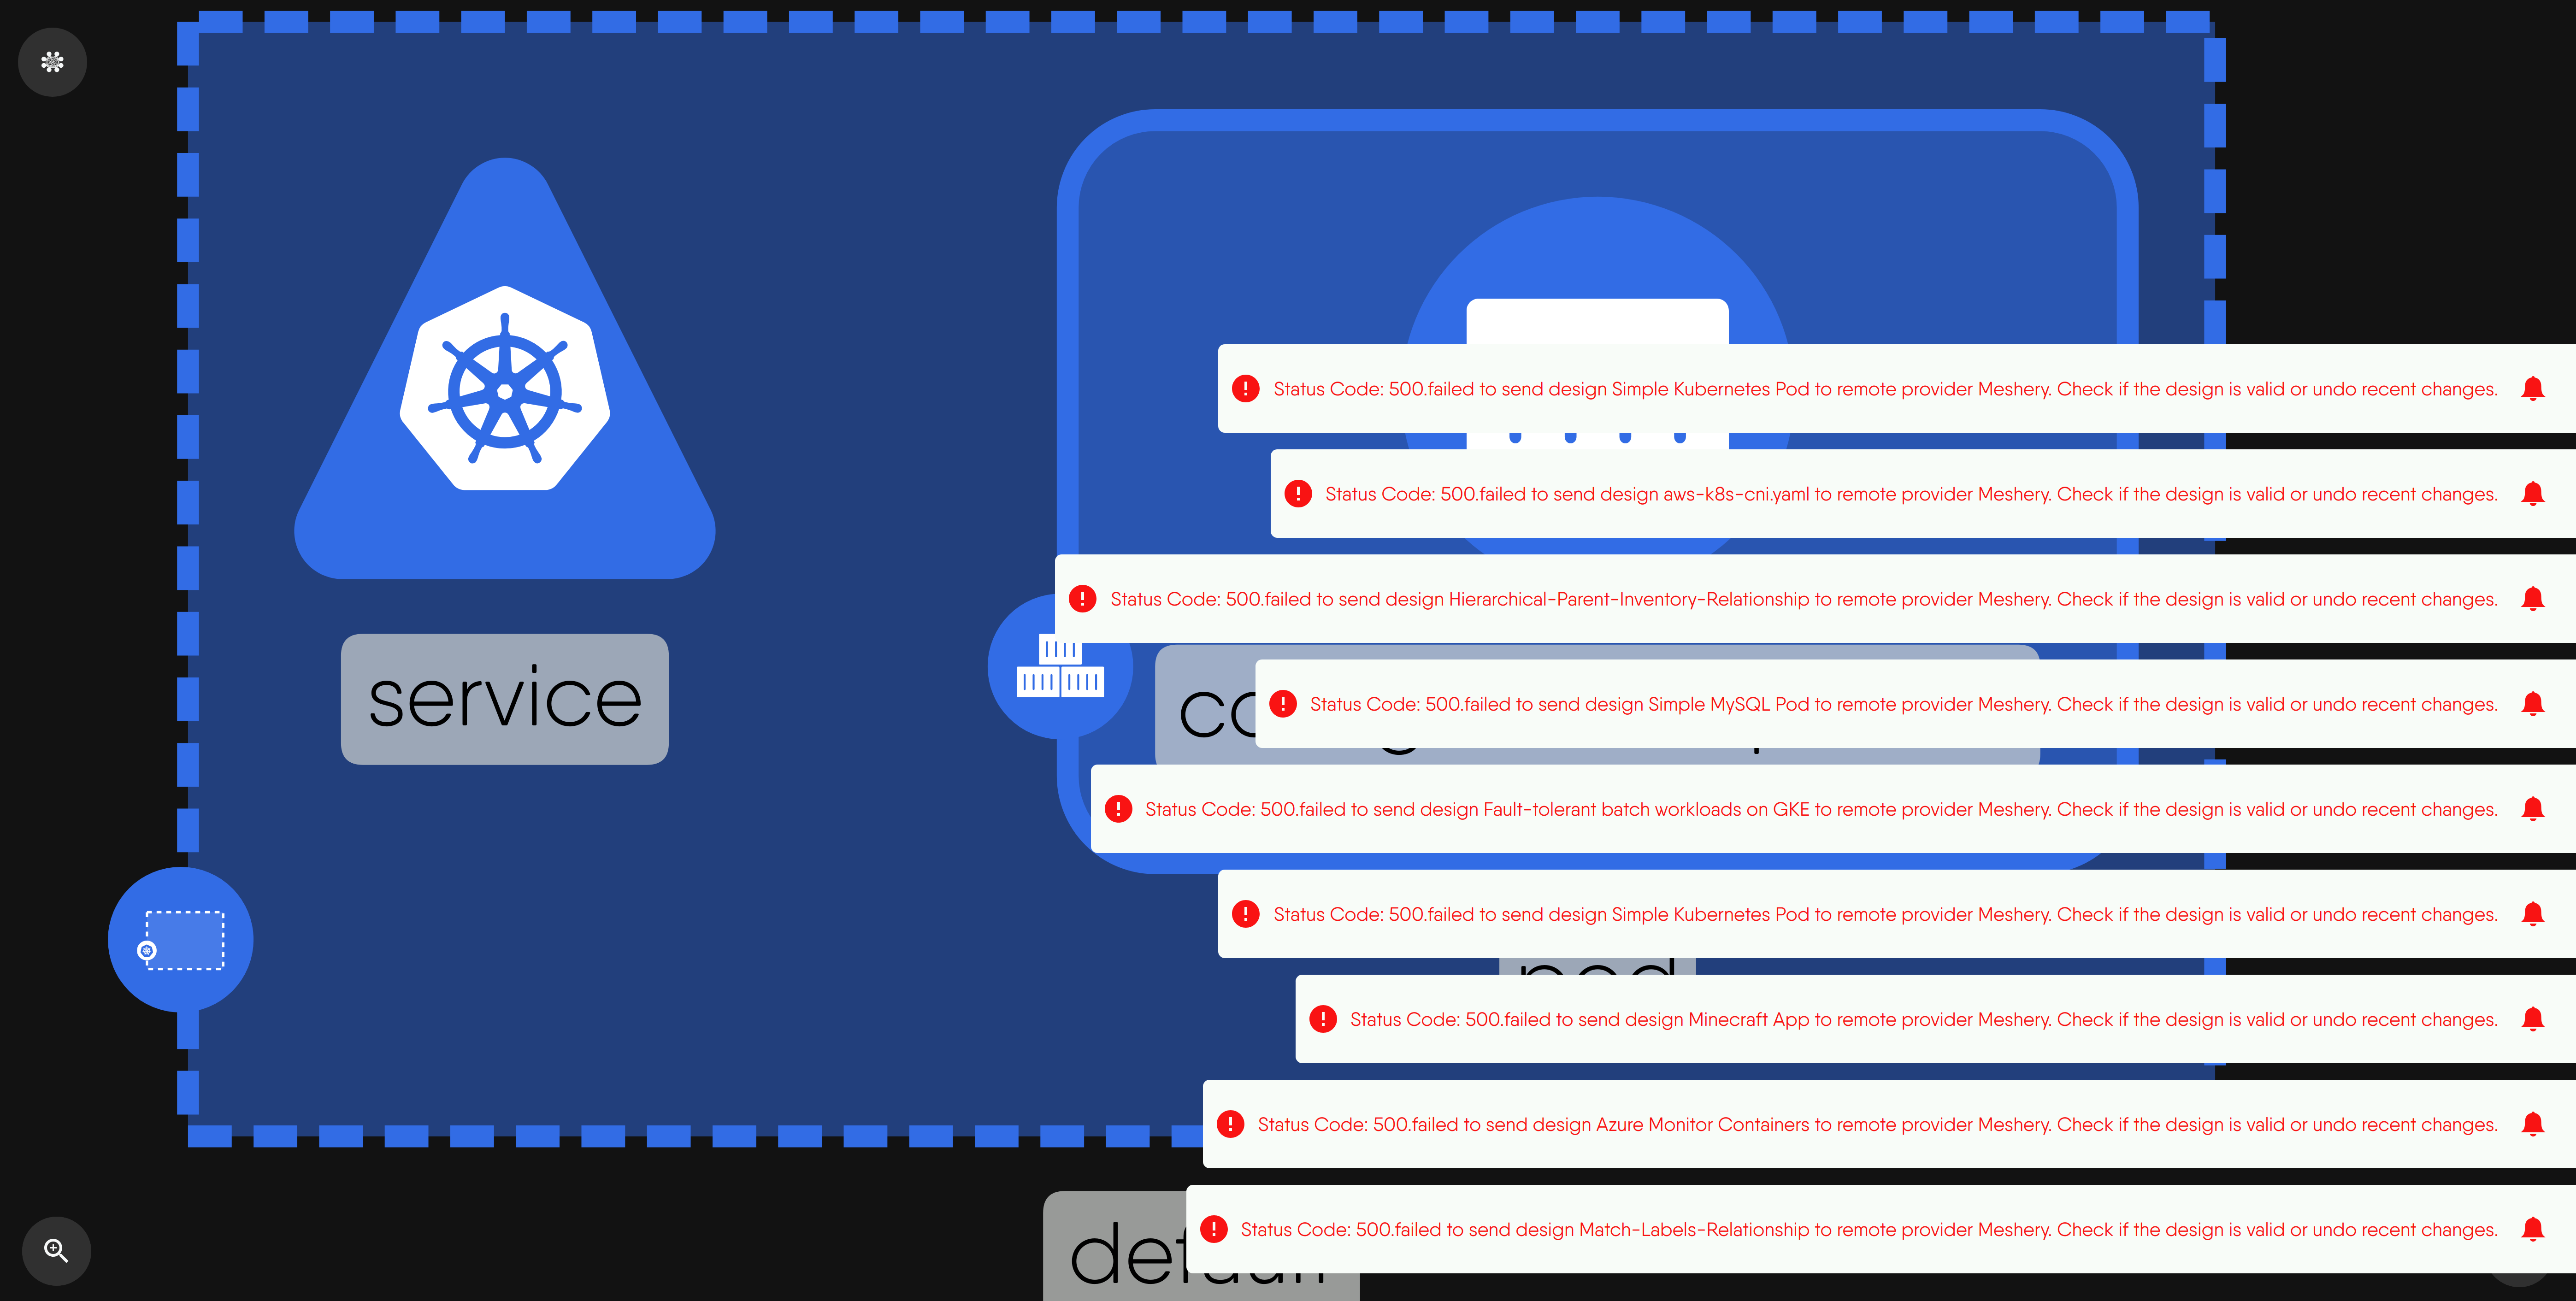 service
Status Code: 500.failed to send design Simple Kubernetes Pod to remote provider Meshery. Check if the design is valid or undo recent changes.
Status Code: 500.failed to send design aws-k8s-cni.yaml to remote provider Meshery. Check if the design is valid or undo recent changes.
Status Code: 500.failed to send design Hierarchical-Parent-Inventory-Relationship to remote provider Meshery. Check if the design is valid or undo recent changes.
Status Code: 500.failed to send design Simple MySQL Pod to remote provider Meshery. Check if the design is valid or undo recent changes.
Status Code: 500.failed to send design Fault-tolerant batch workloads on GKE to remote provider Meshery. Check if the design is valid or undo recent changes.
Status Code: 500.failed to send design Simple Kubernetes Pod to remote provider Meshery. Check if the design is valid or undo recent changes.
Status Code: 500.failed to send design Minecraft App to remote provider Meshery. Check if the design is valid or undo recent changes.
Status Code: 500.failed to send design Azure Monitor Containers to remote provider Meshery. Check if the design is valid or undo recent changes.
Status Code: 500.failed to send design Match-Labels-Relationship to remote provider Meshery. Check if the design is valid or undo recent changes.
default